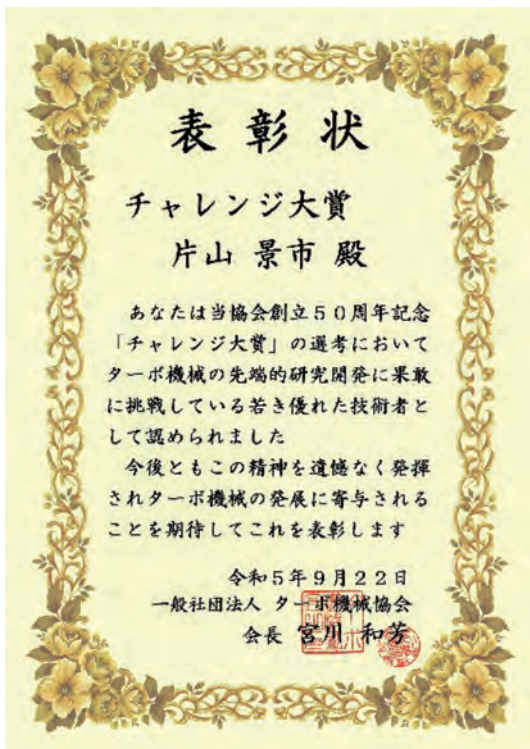 表彰状
チャレンジ大賞
片山 景市 殿
あなたは当協会創立50周年記念
「チャレンジ大賞」の選考において
ターボ機械の先端的研究開発に果敢
に挑戦している若き優れた技術者と
して認められました
今後ともこの精神を遺憾なく発揮
されターボ機械の発展に寄与される
ことを期待してこれを表彰します
令和5年9月22日
一般社団法人 ターボ機械協会
会長 宮川 和芳